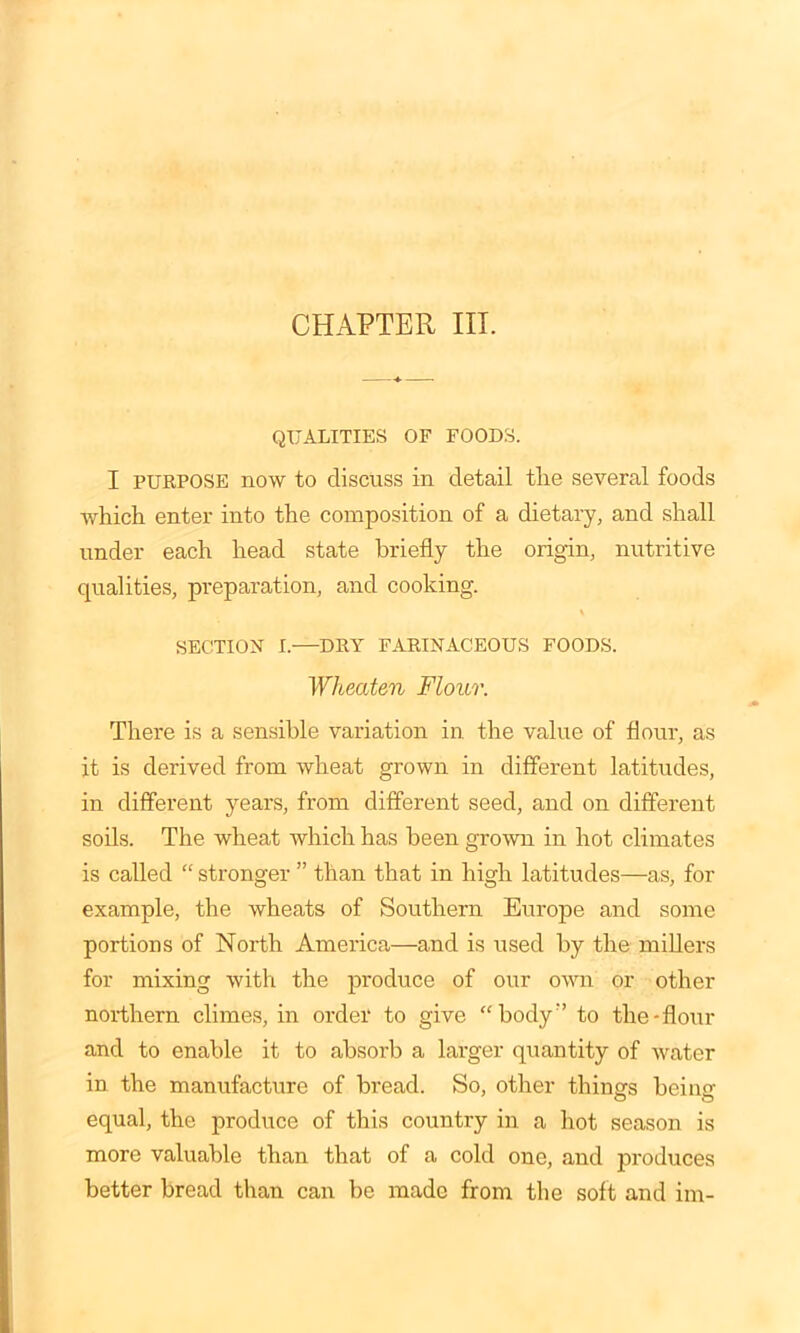 CHAPTER III.
QUALITIES OF FOODS.
I PURPOSE now to discuss in detail the several foods
which enter into the composition of a dietary, and shall
under each head state briefly the origin, nutritive
qualities, preparation, and cooking.
SECTION I.—DRY FARINACEOUS FOODS.
Wheaten Flour.
There is a sensible variation in the value of flour, as
it is derived from wheat grown in different latitudes,
in different years, from different seed, and on different
soils. The wheat which has been grown in hot climates
is called “ stronger ” than that in high latitudes—as, for
example, the wheats of Southern Europe and some
portions of North America—and is used by the millers
for mixing with the produce of our own or other
northern climes, in order to give “body” to the-flour
and to enable it to absorb a larger quantity of water
in the manufacture of bread. So, other things being
equal, the produce of this country in a hot season is
more valuable than that of a cold one, and produces
better bread than can be made from the soft and im-